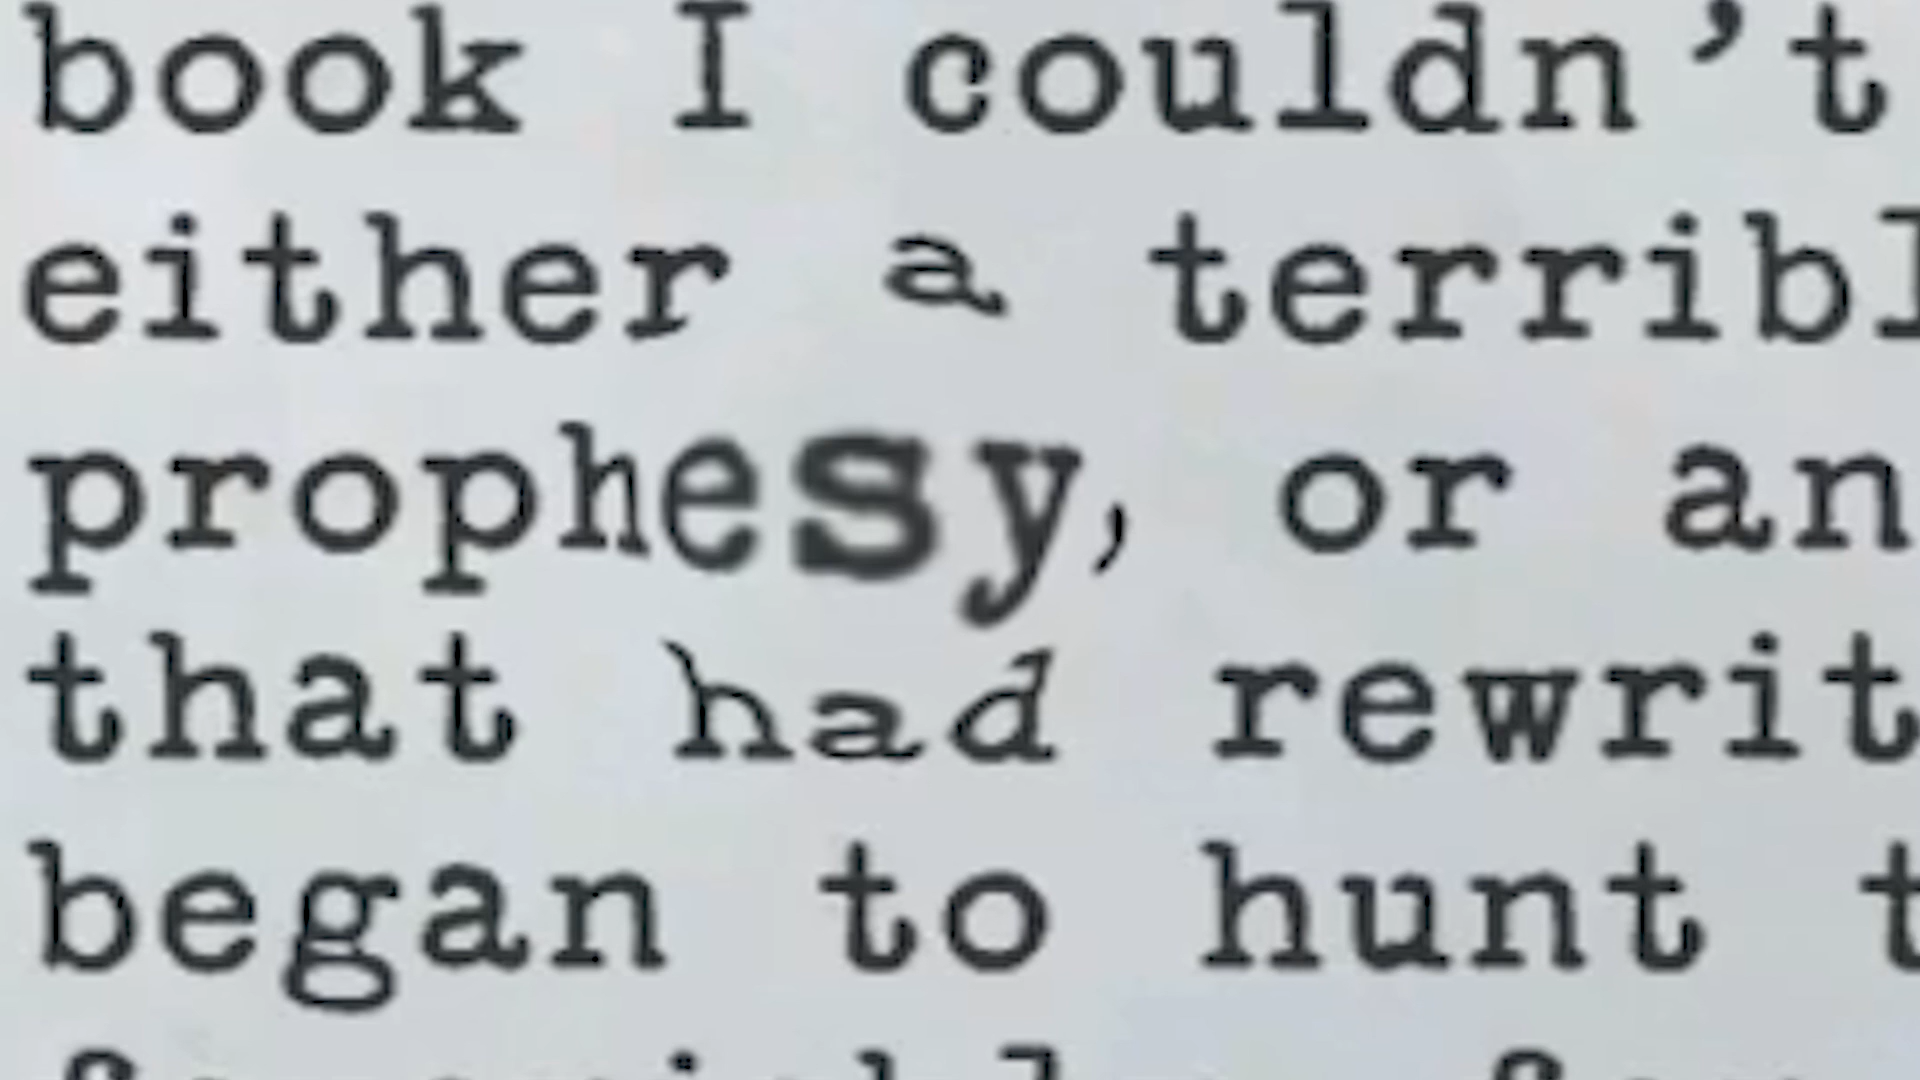 book I couldn't
either a terribl
prophesy, or an
that had rewrit
began to hunt t